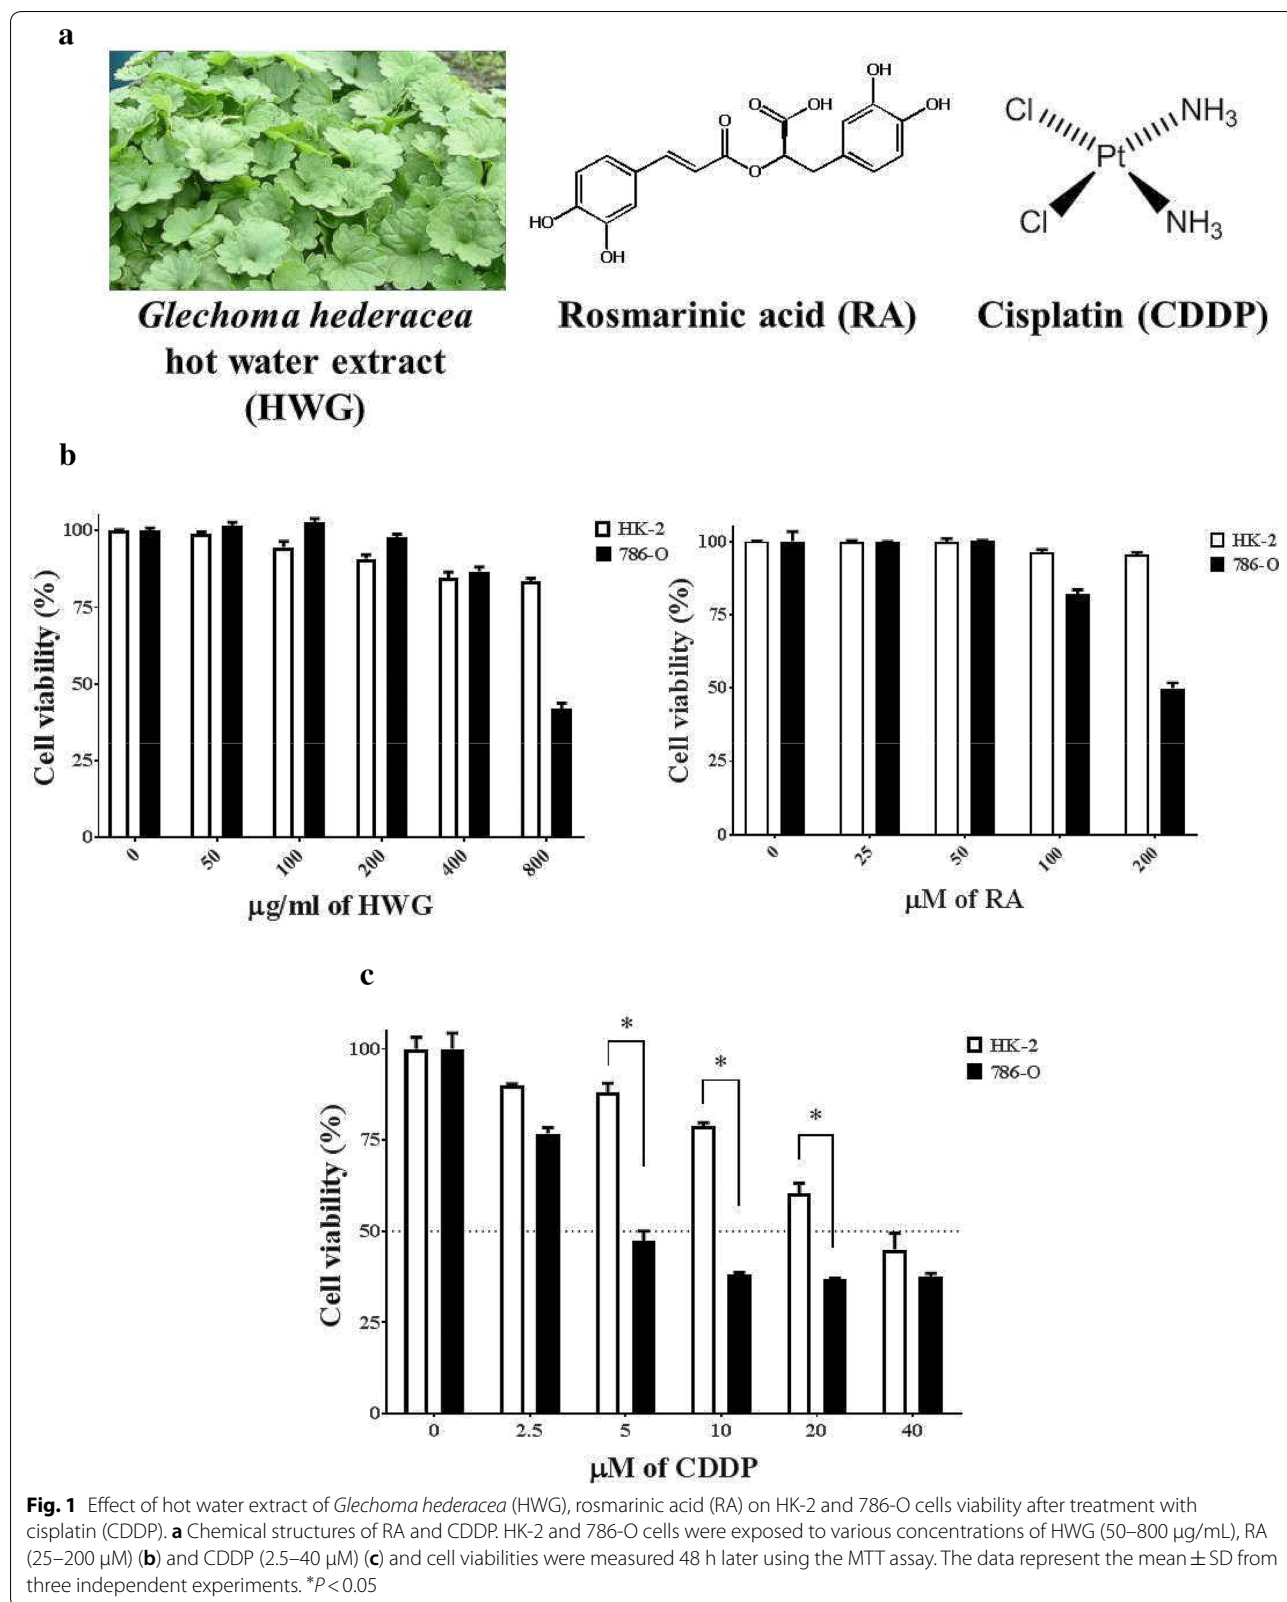 a
OH
O
OH
OH
O
O
HO
OH
Cl
NH3
Pt
Cl
NH3
Glechoma hederacea
hot water extract
(HWG)
Rosmarinic acid (RA)
Cisplatin (CDDP)
b
Cell viability (%)
100
75
50
25
0
HK-2
786-O
0 50 100 200 400 800
µg/ml of HWG
Cell viability (%)
100
75
50
25
0
HK-2
786-O
0 25 50 100 200
µM of RA
c
Cell viability (%)
100
75
50
25
0
*
*
*
HK-2
786-O
0 2.5 5 10 20 40
µM of CDDP
Fig. 1 Effect of hot water extract of Glechoma hederacea (HWG), rosmarinic acid (RA) on HK-2 and 786-O cells viability after treatment with
cisplatin (CDDP). a Chemical structures of RA and CDDP. HK-2 and 786-O cells were exposed to various concentrations of HWG (50–800 µg/mL), RA
(25–200 µM) (b) and CDDP (2.5–40 µM) (c) and cell viabilities were measured 48 h later using the MTT assay. The data represent the mean ± SD from
three independent experiments. *P < 0.05